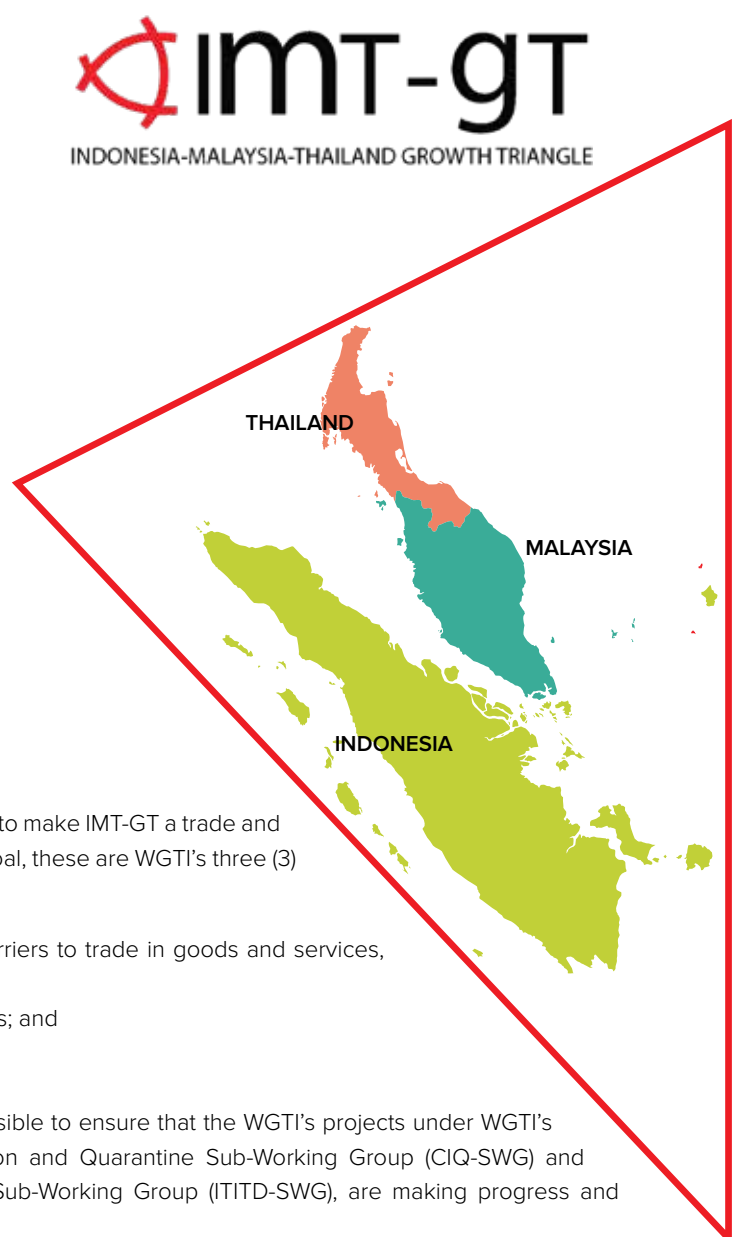 IMT-GT
INDONESIA-MALAYSIA-THAILAND GROWTH TRIANGLE
THAILAND
MALAYSIA
INDONESIA
to make IMT-GT a trade and
oal, these are WGTI's three (3)
rriers to trade in goods and services,
s; and
sible to ensure that the WGTI's projects under WGTI's
on and Quarantine Sub-Working Group (CIQ-SWG) and
Sub-Working Group (ITITD-SWG), are making progress and